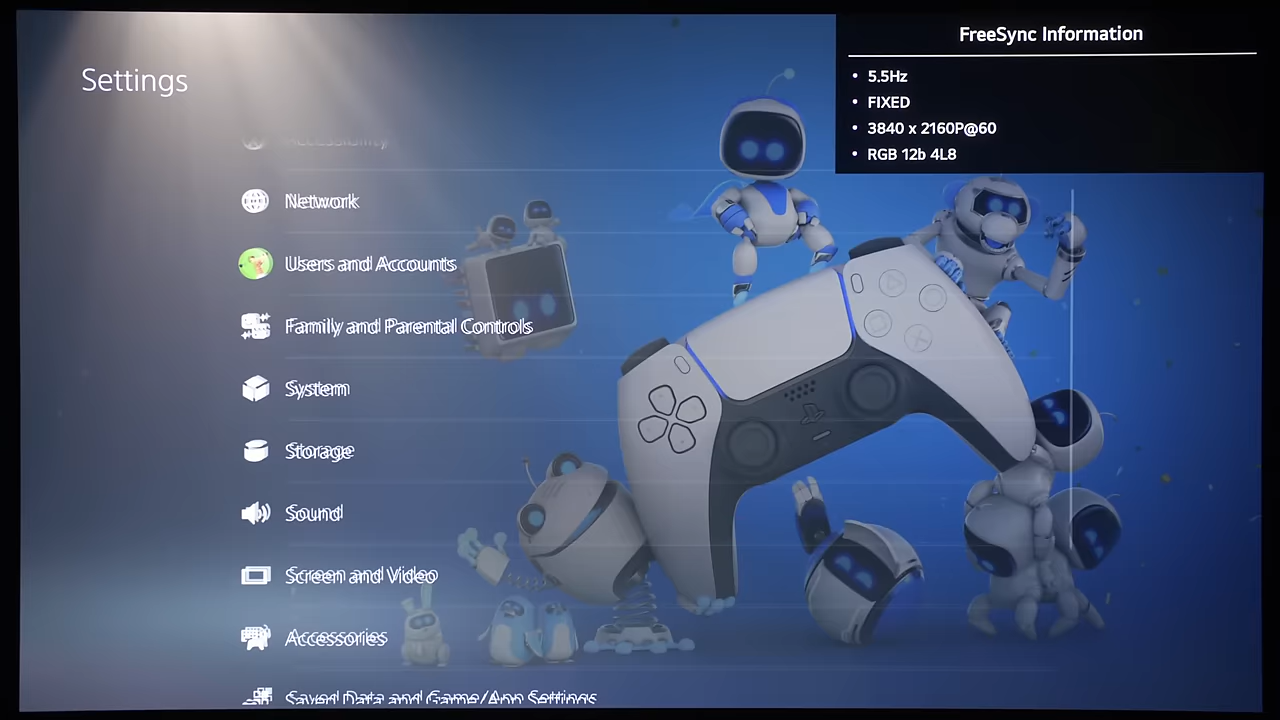 Settings
FreeSync Information
• 5.5Hz
• FIXED
• 3840 x 2160P@60
• RGB 12b 4L8
Accessibility
Network
Users and Accounts
Family and Parental Controls
System
Storage
Sound
Screen and Video
Accessories
Saved Data and Game/App Settings